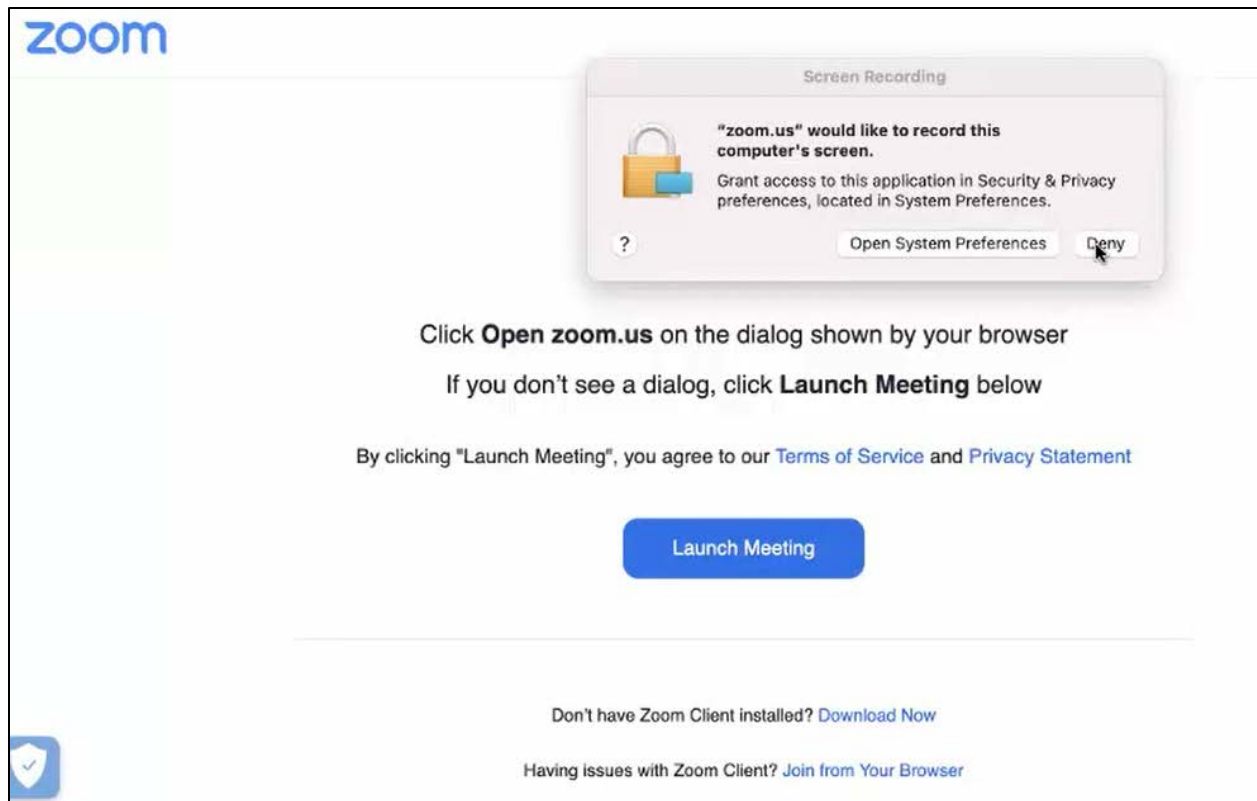 zoom
Screen Recording
"zoom.us" would like to record this
computer's screen.
Grant access to this application in Security & Privacy
preferences, located in System Preferences.
?
Open System Preferences
Deny
Click Open zoom.us on the dialog shown by your browser
If you don't see a dialog, click Launch Meeting below
By clicking "Launch Meeting", you agree to our Terms of Service and Privacy Statement
Launch Meeting
Don't have Zoom Client installed? Download Now
Having issues with Zoom Client? Join from Your Browser